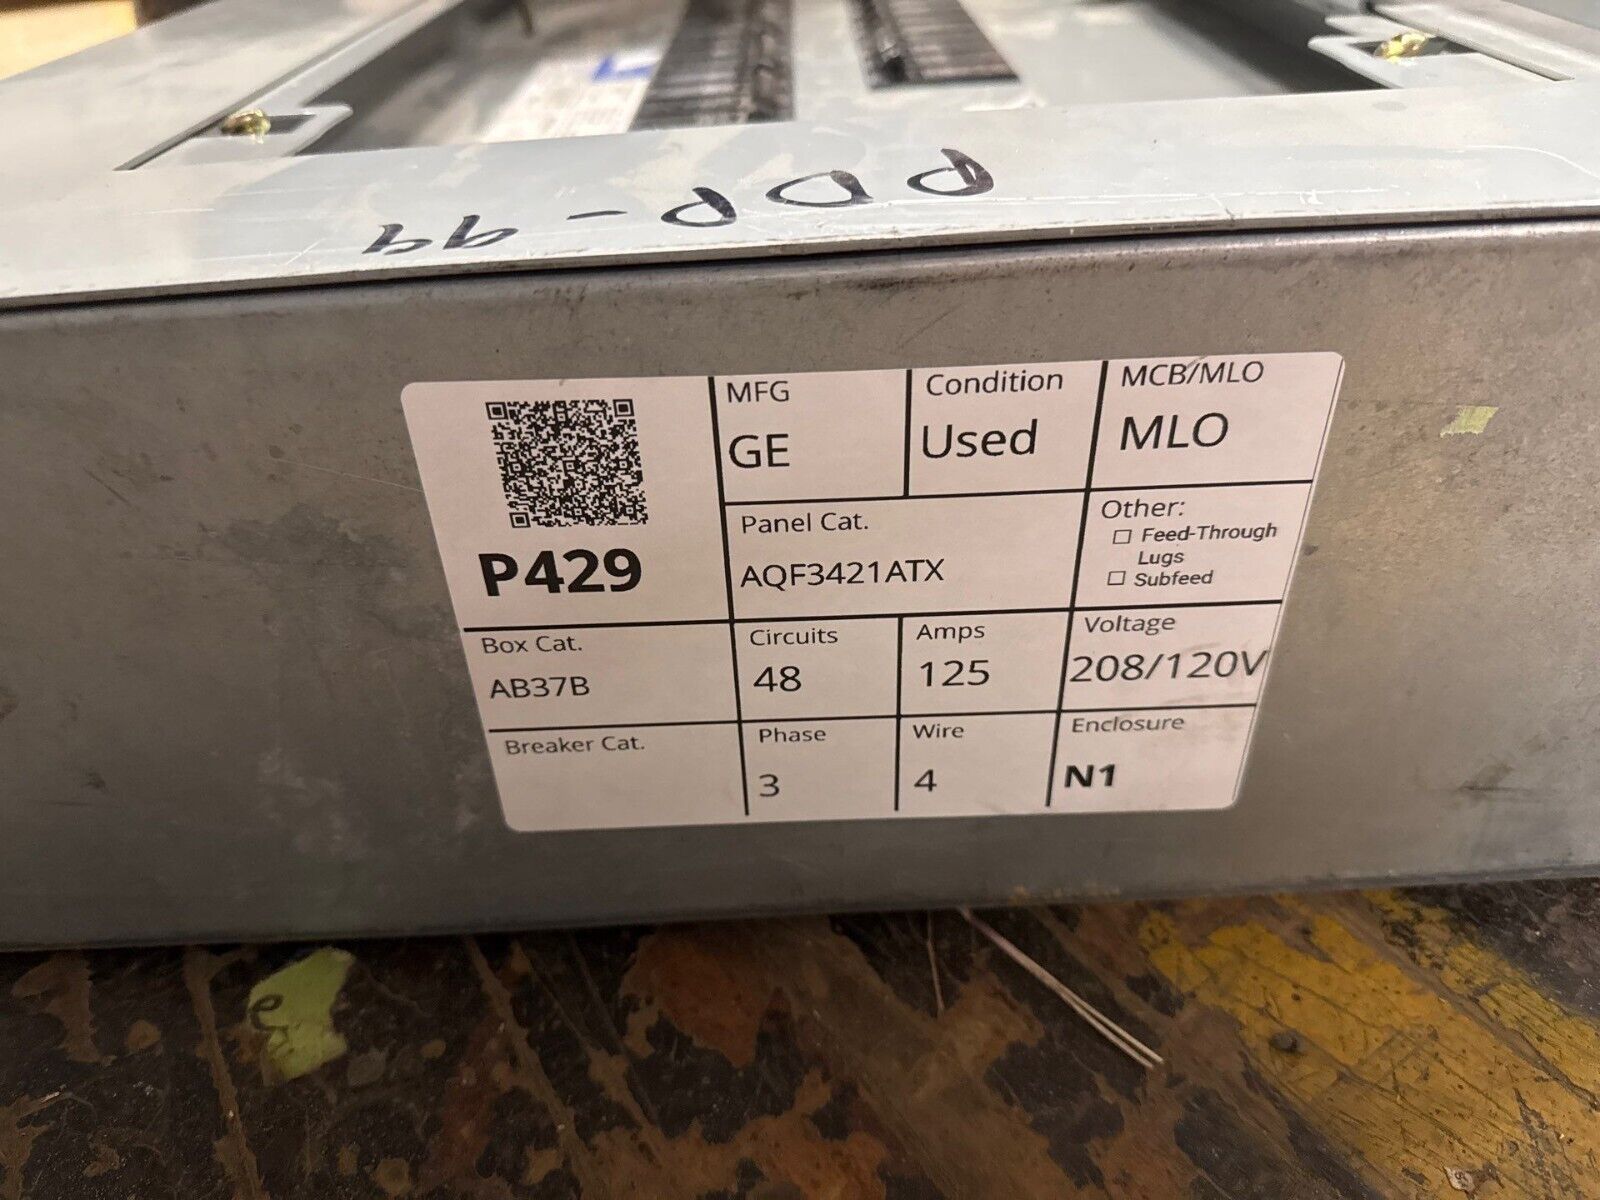 PDP-99
P429
MFG
GE
Condition
Used
MCB/MLO
MLO
Panel Cat.
AQF3421ATX
Other:
☐ Feed-Through
Lugs
☐ Subfeed
Box Cat.
AB37B
Circuits
48
Amps
125
Voltage
208/120V
Breaker Cat.
Phase
3
Wire
4
Enclosure
N1